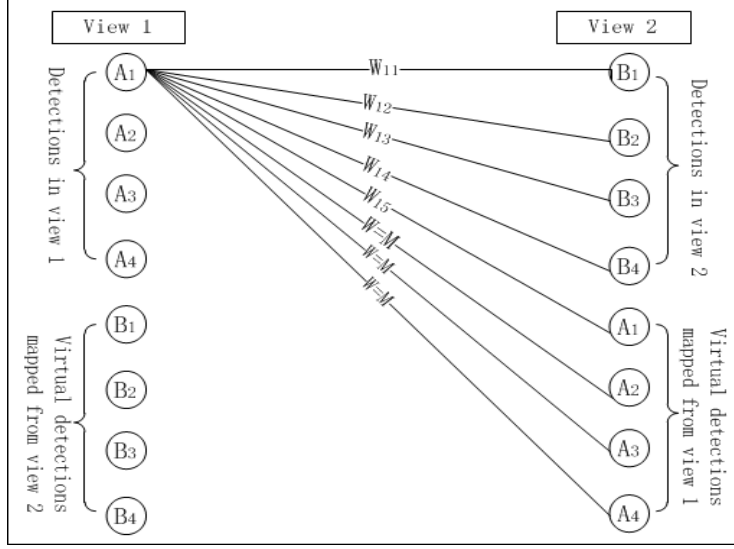 View 1
View 2
Detections in view 1
A1
A2
A3
A4
Virtual detections
mapped from view 2
B1
B2
B3
B4
W11
W12
W13
W14
W15
W=M
W=M
W=M
B1
B2
B3
B4
Detections in view 2
A1
A2
A3
A4
Virtual detections
mapped from view 1